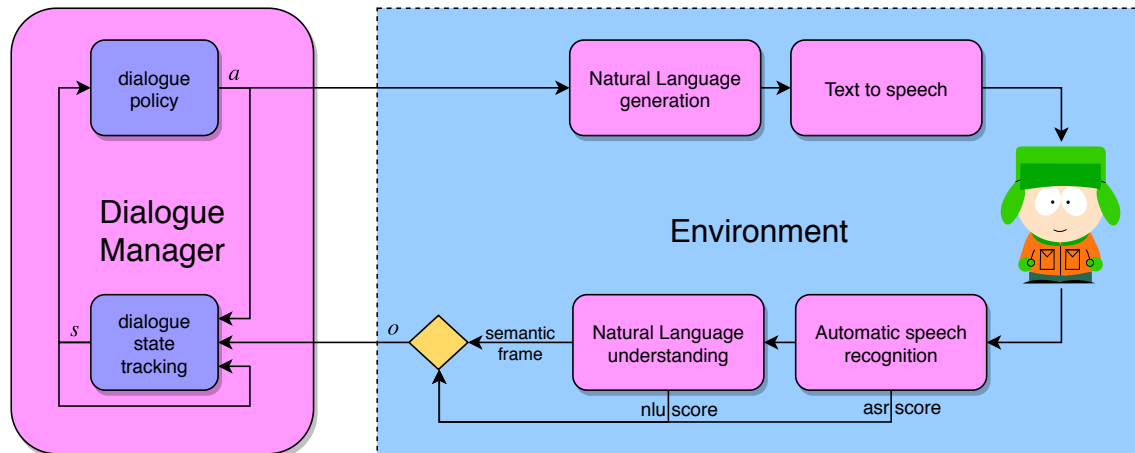 dialogue
policy
a
Natural Language
generation
Text to speech
Dialogue
Manager
Environment
s
dialogue
state
tracking
o
semantic
frame
Natural Language
understanding
Automatic speech
recognition
nlu score
asr score